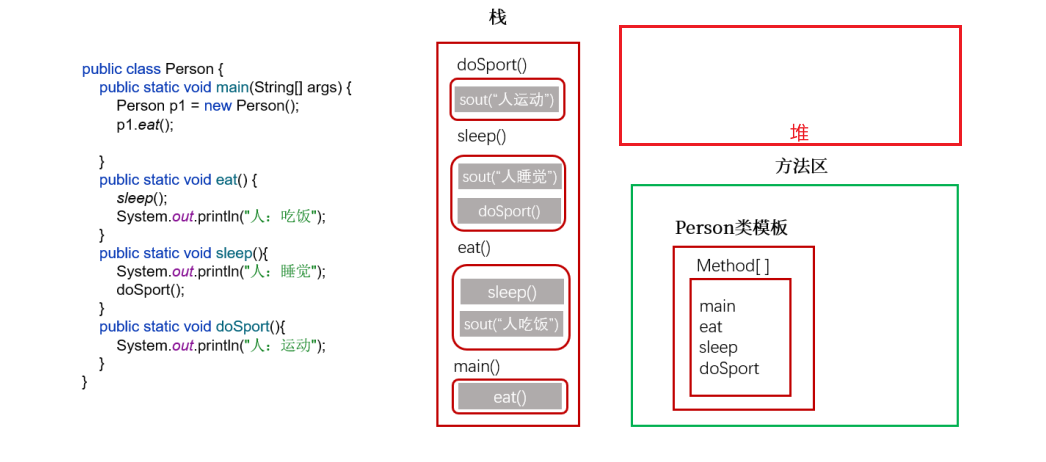 public class Person {
public static void main(String[] args) {
Person p1 = new Person();
p1.eat();
}
public static void eat() {
sleep();
System.out.println("人：吃饭");
}
public static void sleep(){
System.out.println("人：睡觉");
doSport();
}
public static void doSport(){
System.out.println("人：运动");
}
}
栈
doSport()
sout(“人运动”)
sleep()
sout(“人睡觉”)
doSport()
eat()
sleep()
sout(“人吃饭”)
main()
eat()
堆
方法区
Person类模板
Method[ ]
main
eat
sleep
doSport